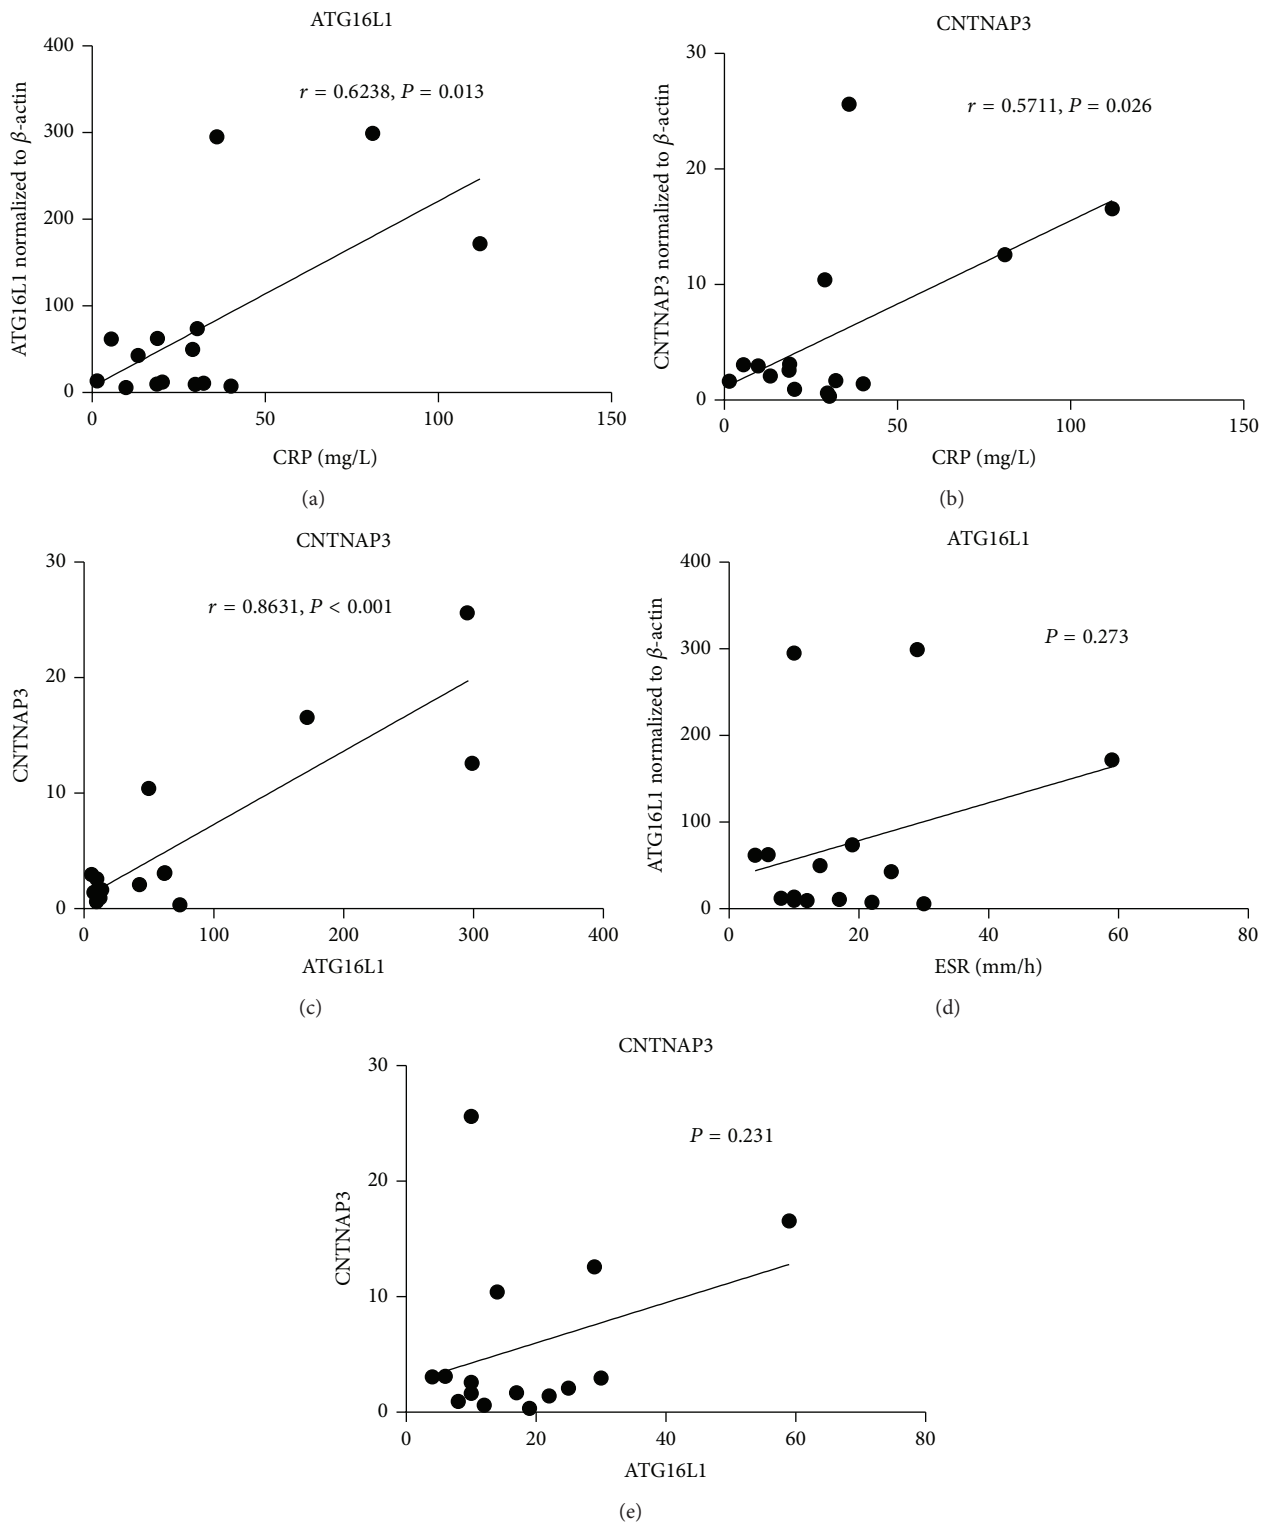 ATG16L1
400
300
200
100
0
ATG16L1 normalized to β-actin
r = 0.6238, P = 0.013
0 50 100 150
CRP (mg/L)
(a)
CNTNAP3
30
20
10
0
CNTNAP3 normalized to β-actin
r = 0.5711, P = 0.026
0 50 100 150
CRP (mg/L)
(b)
CNTNAP3
30
20
10
0
CNTNAP3
r = 0.8631, P < 0.001
0 100 200 300 400
ATG16L1
(c)
ATG16L1
400
300
200
100
0
ATG16L1 normalized to β-actin
P = 0.273
0 20 40 60 80
ESR (mm/h)
(d)
CNTNAP3
30
20
10
0
CNTNAP3
P = 0.231
0 20 40 60 80
ATG16L1
(e)